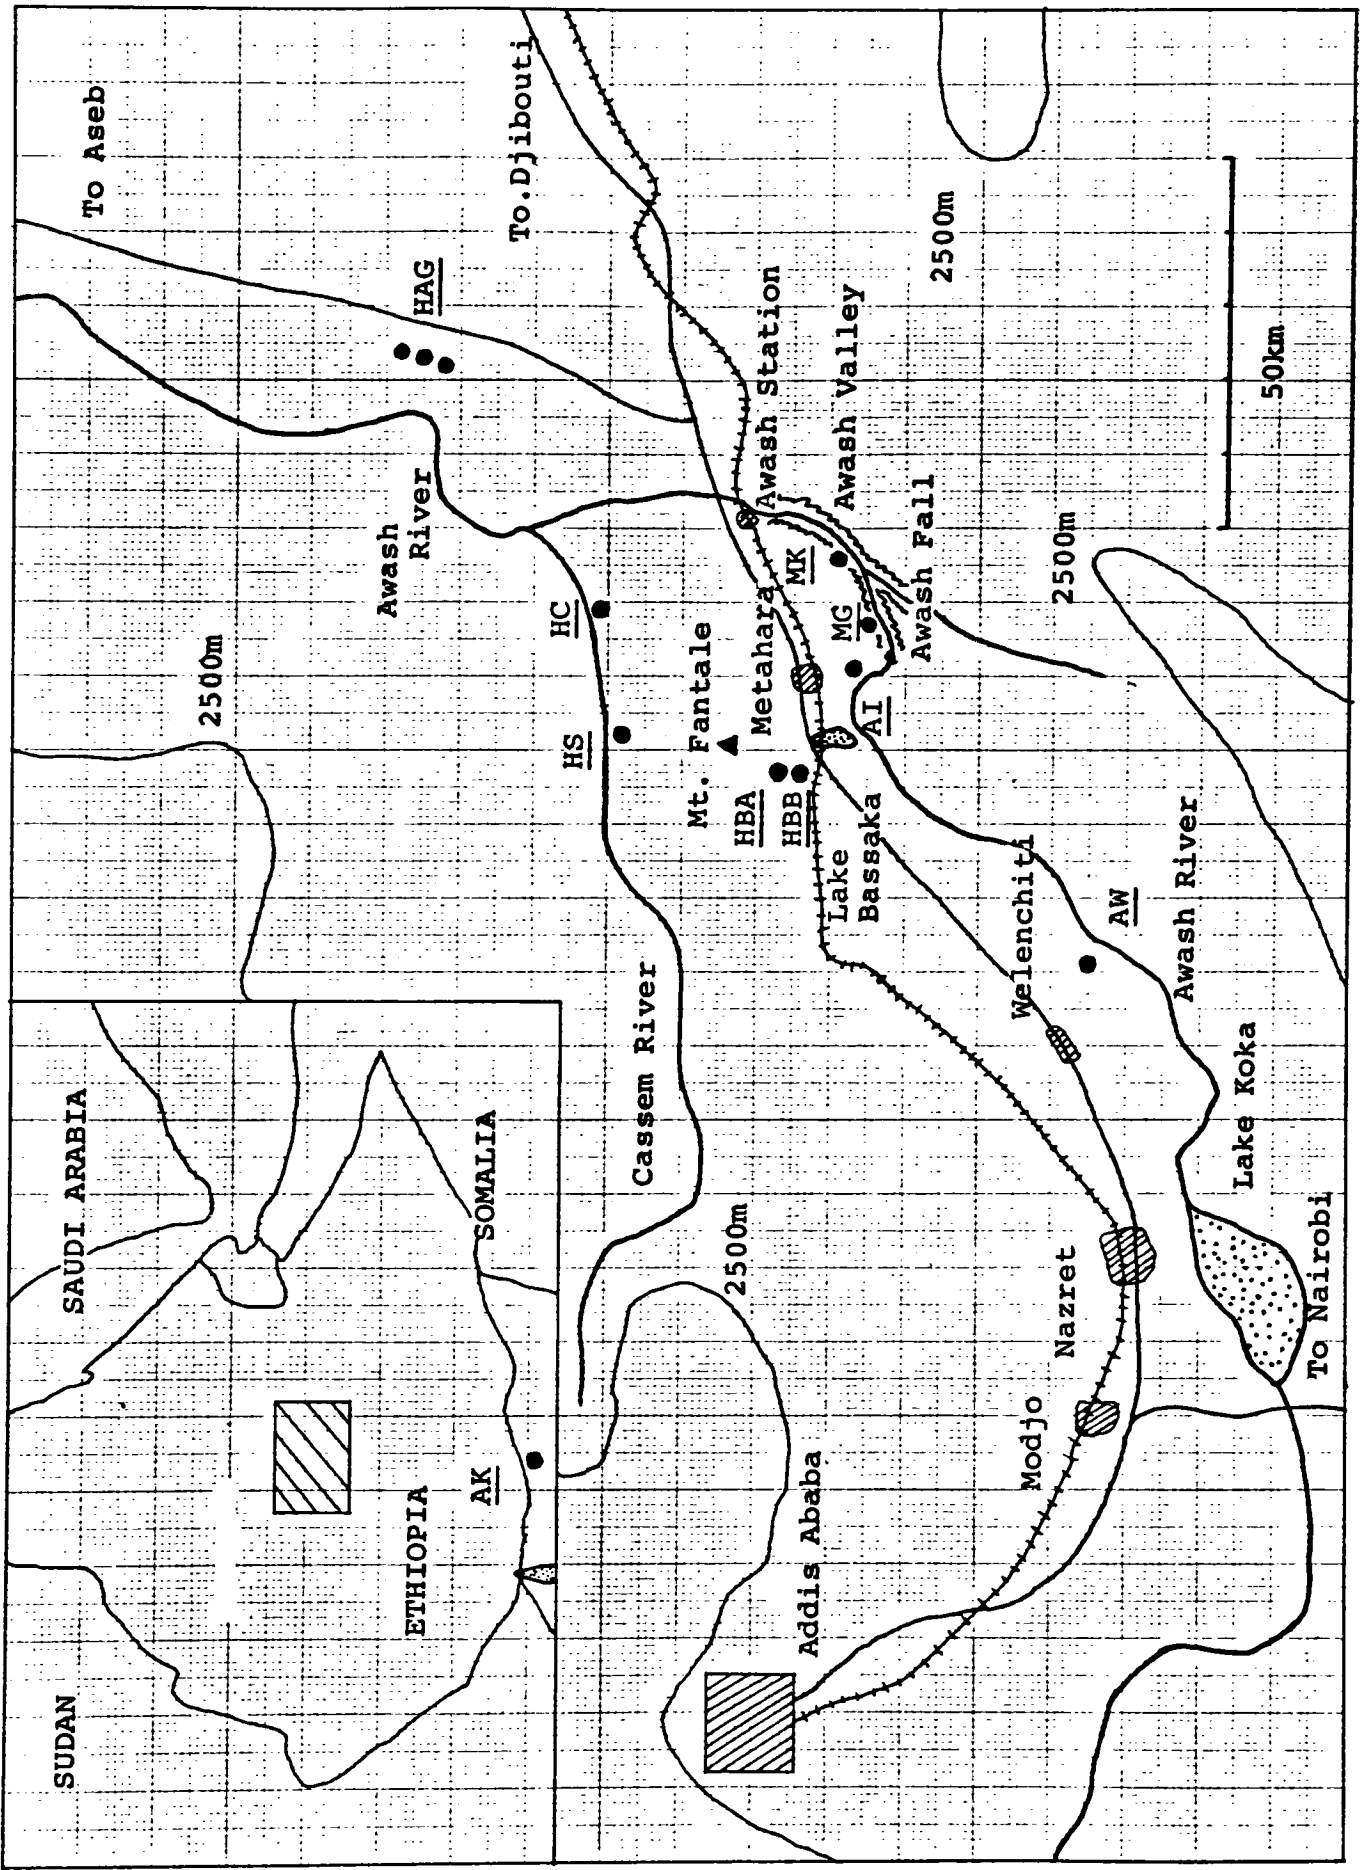 SUDAN
SAUDI ARABIA
ETHIOPIA
AK
SOMALIA
To Aseb
To.Djibouti
HAG
Awash
River
2500m
HC
HS
Cassem River
Mt. Fantale
Metahara
HBA
HBB
Lake
Bassaka
MK
MG
AI
Awash Station
Awash Valley
Awash Fall
2500m
2500m
50km
2500m
Addis Ababa
Modjo
Nazret
Welenchiti
AW
Awash River
Lake Koka
To Nairobi